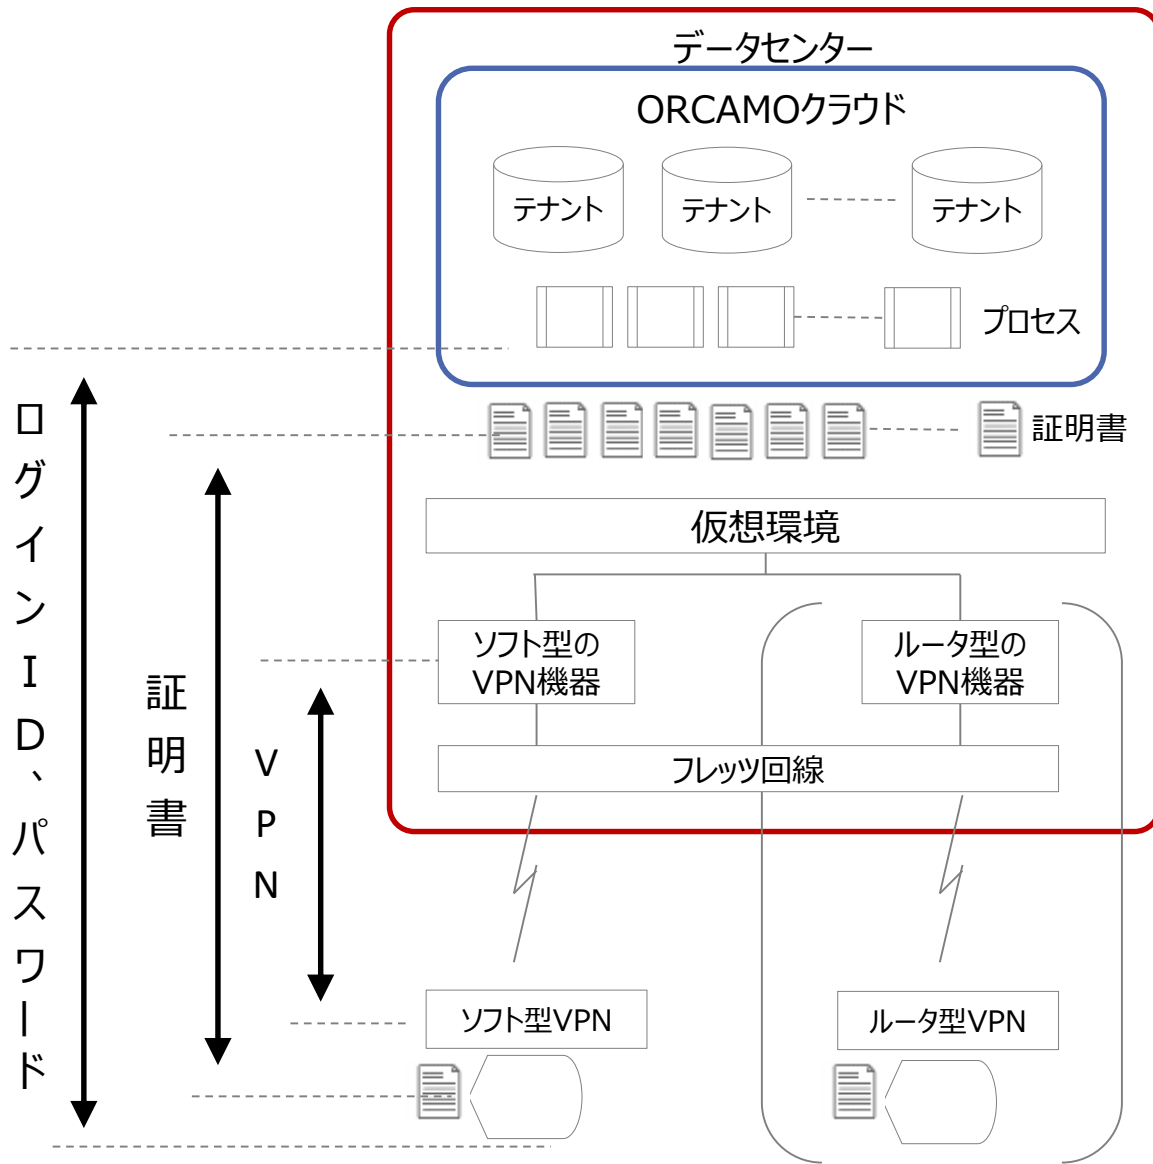 データセンター
ORCAMOクラウド
テナント
テナント
テナント
プロセス
証明書
仮想環境
ソフト型の
VPN機器
ルータ型の
VPN機器
フレッツ回線
ソフト型VPN
ルータ型VPN
ログインID、パスワード
証明書
VPN